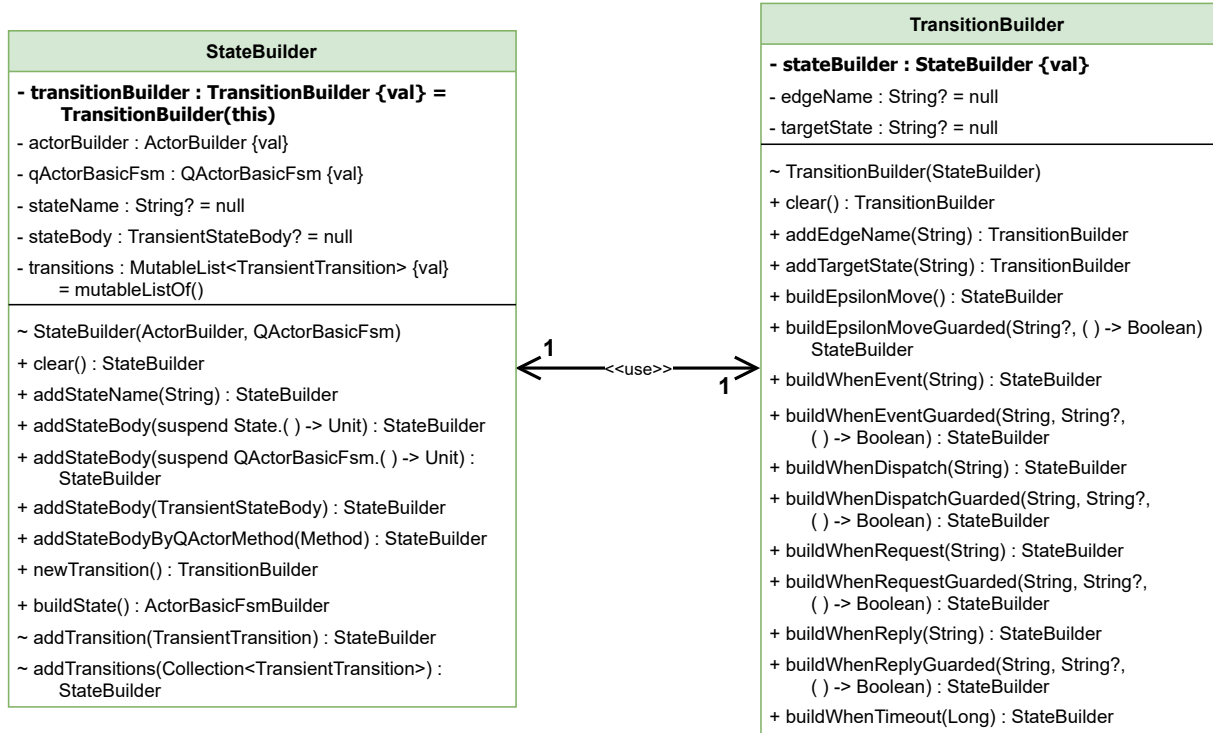 StateBuilder
- transitionBuilder : TransitionBuilder {val} =
TransitionBuilder(this)
- actorBuilder : ActorBuilder {val}
- qActorBasicFsm : QActorBasicFsm {val}
- stateName : String? = null
- stateBody : TransientStateBody? = null
- transitions : MutableList<TransientTransition> {val}
= mutableListOf()
~ StateBuilder(ActorBuilder, QActorBasicFsm)
+ clear() : StateBuilder
+ addStateName(String) : StateBuilder
+ addStateBody(suspend State.( ) -> Unit) : StateBuilder
+ addStateBody(suspend QActorBasicFsm.( ) -> Unit) :
StateBuilder
+ addStateBody(TransientStateBody) : StateBuilder
+ addStateBodyByQActorMethod(Method) : StateBuilder
+ newTransition() : TransitionBuilder
+ buildState() : ActorBasicFsmBuilder
~ addTransition(TransientTransition) : StateBuilder
~ addTransitions(Collection<TransientTransition>) :
StateBuilder
1
<<use>>
1
TransitionBuilder
- stateBuilder : StateBuilder {val}
- edgeName : String? = null
- targetState : String? = null
~ TransitionBuilder(StateBuilder)
+ clear() : TransitionBuilder
+ addEdgeName(String) : TransitionBuilder
+ addTargetState(String) : TransitionBuilder
+ buildEpsilonMove() : StateBuilder
+ buildEpsilonMoveGuarded(String?, ( ) -> Boolean)
StateBuilder
+ buildWhenEvent(String) : StateBuilder
+ buildWhenEventGuarded(String, String?,
( ) -> Boolean) : StateBuilder
+ buildWhenDispatch(String) : StateBuilder
+ buildWhenDispatchGuarded(String, String?,
( ) -> Boolean) : StateBuilder
+ buildWhenRequest(String) : StateBuilder
+ buildWhenRequestGuarded(String, String?,
( ) -> Boolean) : StateBuilder
+ buildWhenReply(String) : StateBuilder
+ buildWhenReplyGuarded(String, String?,
( ) -> Boolean) : StateBuilder
+ buildWhenTimeout(Long) : StateBuilder